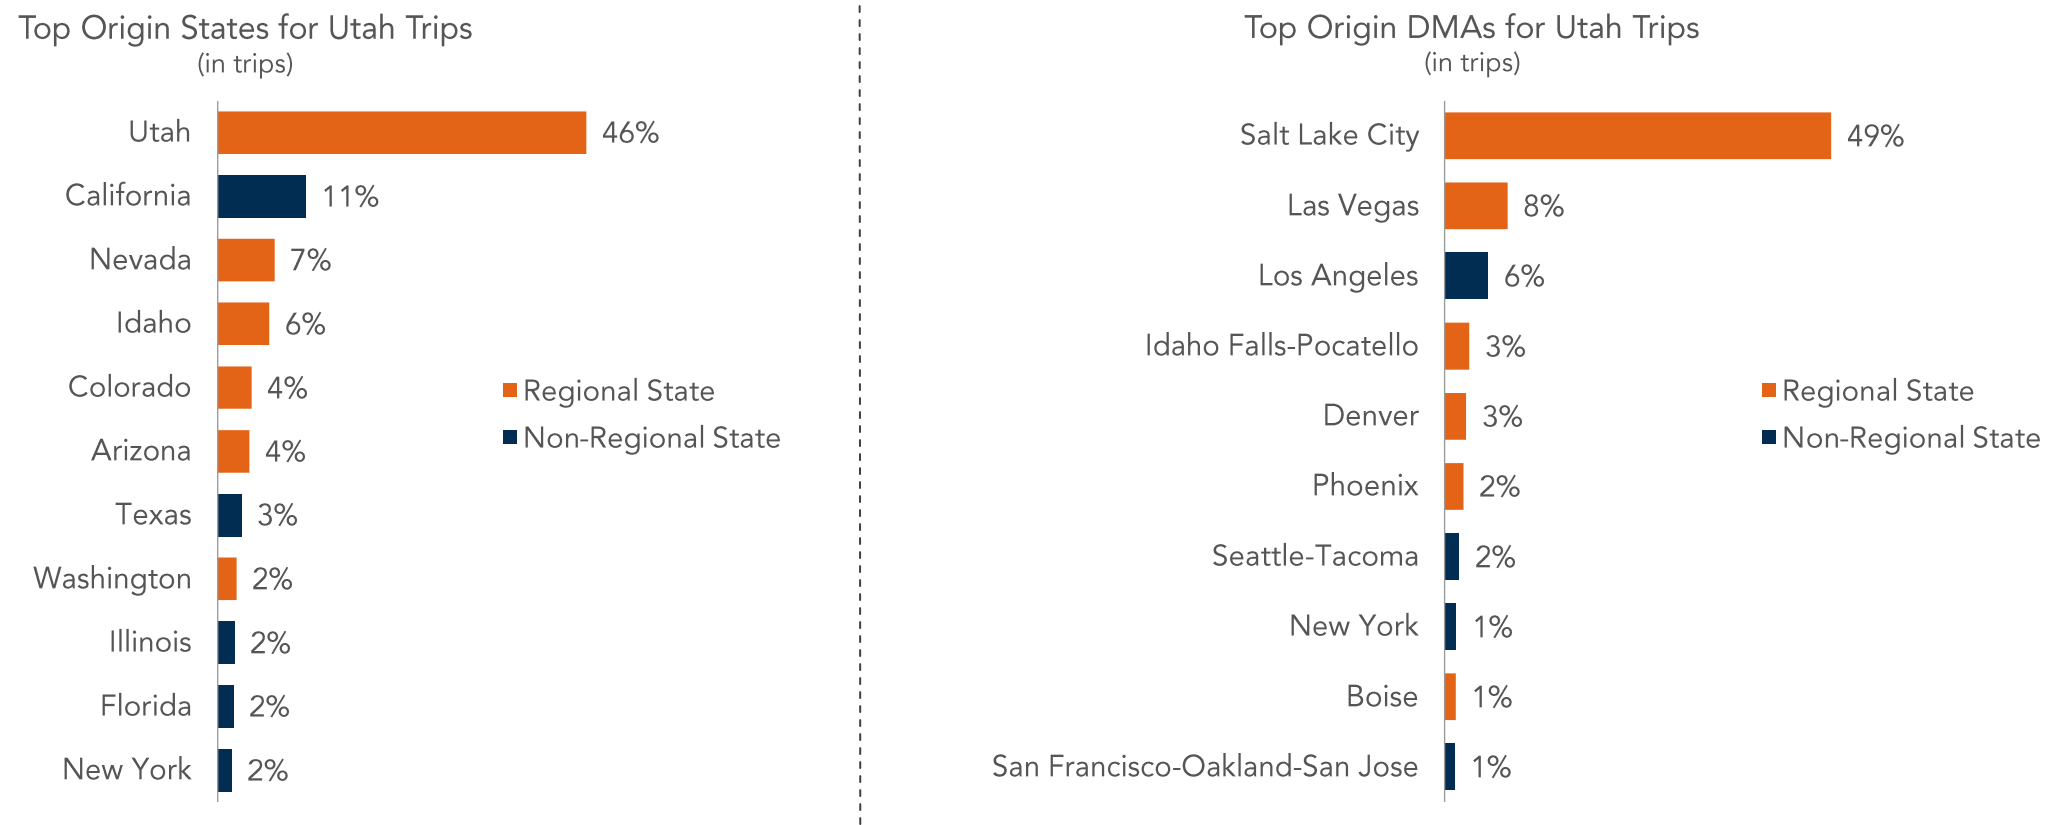 Top Origin States for Utah Trips
(in trips)
Utah 46%
California 11%
Nevada 7%
Idaho 6%
Colorado 4%
Arizona 4%
Texas 3%
Washington 2%
Illinois 2%
Florida 2%
New York 2%
Regional State
Non-Regional State
Top Origin DMAs for Utah Trips
(in trips)
Salt Lake City 49%
Las Vegas 8%
Los Angeles 6%
Idaho Falls-Pocatello 3%
Denver 3%
Phoenix 2%
Seattle-Tacoma 2%
New York 1%
Boise 1%
San Francisco-Oakland-San Jose 1%
Regional State
Non-Regional State